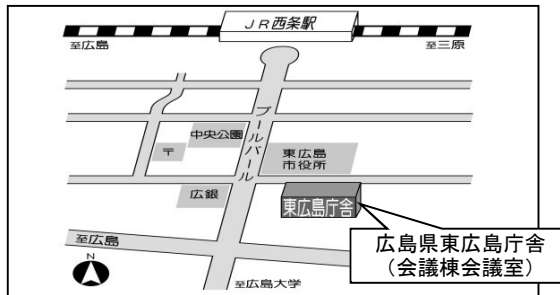 JR西条駅
至広島
至三原
ブールバール
中央公園
〒
東広島
市役所
広銀
東広島庁舎
広島県東広島庁舎
（会議棟会議室）
至広島
N
至広島大学